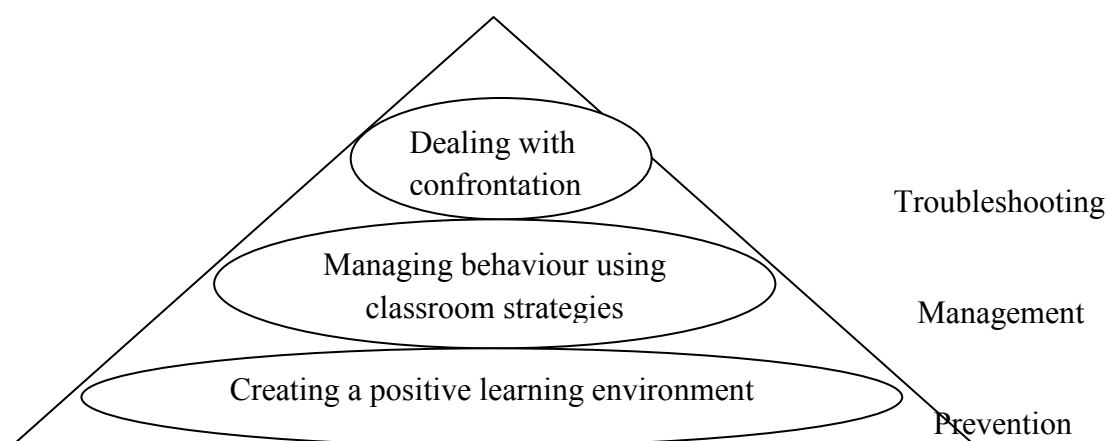 Dealing with
confrontation
Troubleshooting
Managing behaviour using
classroom strategies
Management
Creating a positive learning environment
Prevention